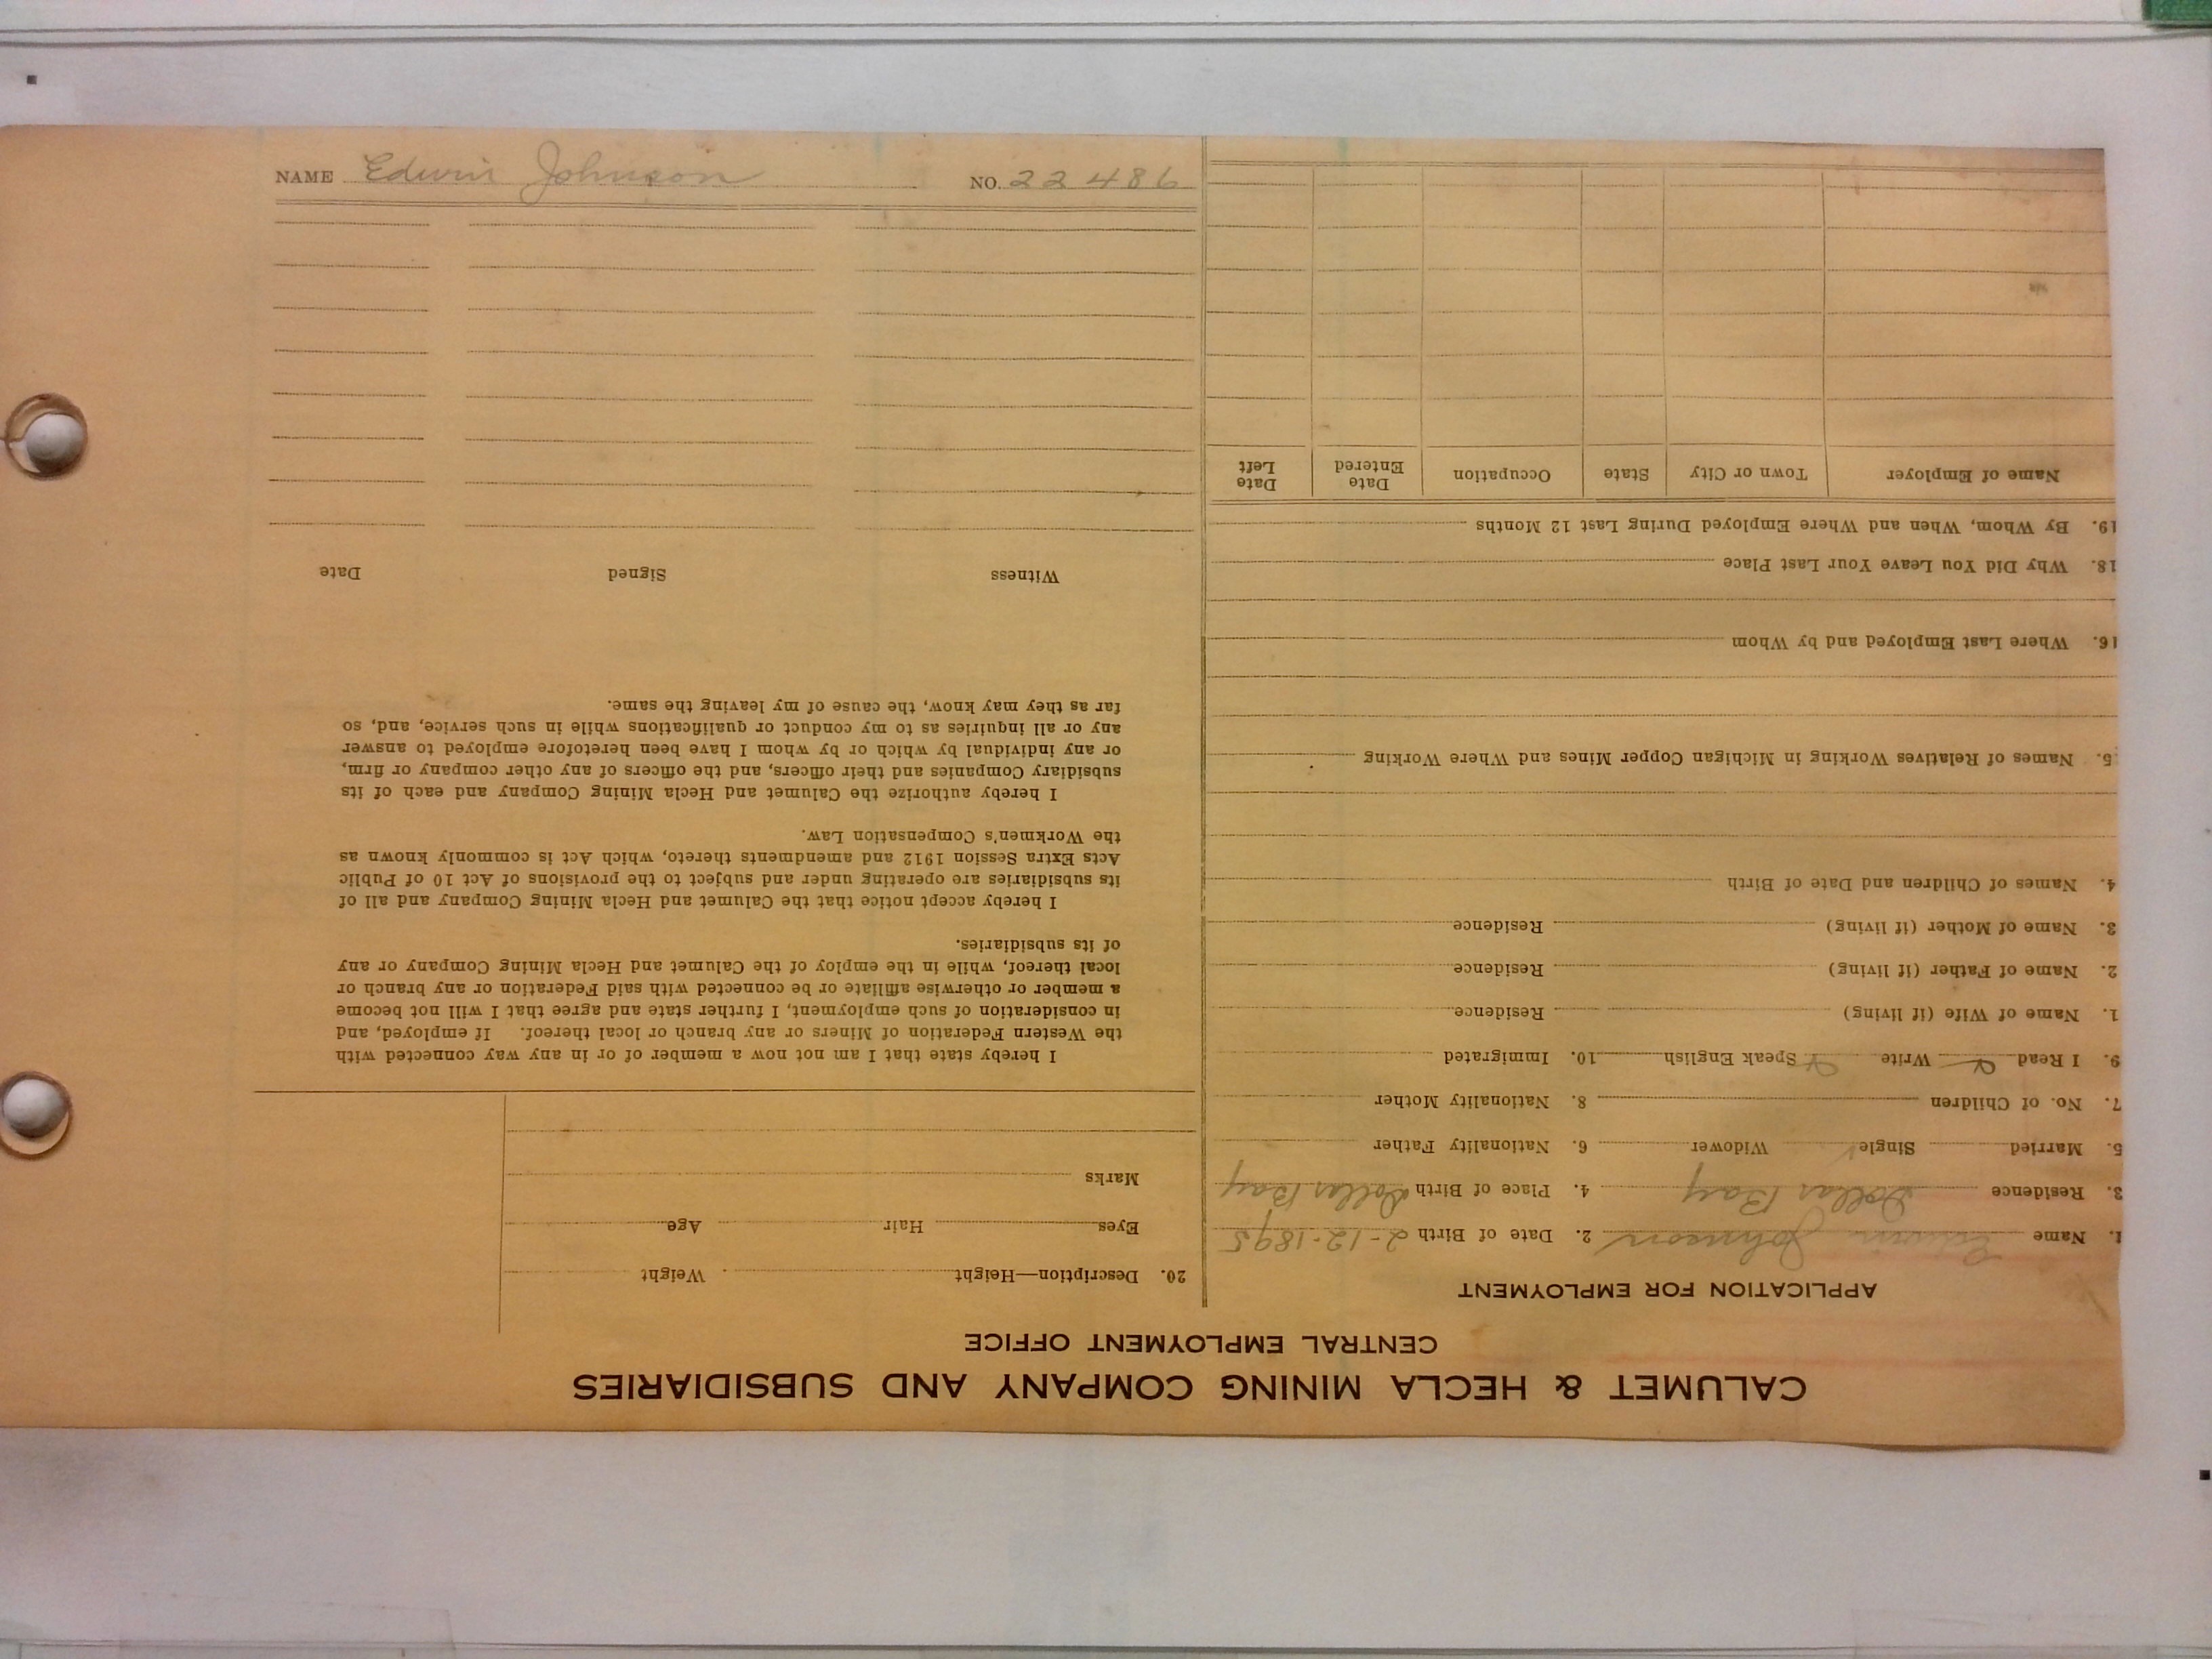 CALUMET & HECLA MINING COMPANY AND SUBSIDIARIES
CENTRAL EMPLOYMENT OFFICE
APPLICATION FOR EMPLOYMENT
1. Name Edwin Johnson 2. Date of Birth 2-12-1895
3. Residence Dollar Bay 4. Place of Birth Dollar Bay
5. Married Single Widower 6. Nationality Father
7. No. of Children 8. Nationality Mother
9. I Read Write Speak English 10. Immigrated
1. Name of Wife (if living) Residence
2. Name of Father (if living) Residence
3. Name of Mother (if living) Residence
4. Names of Children and Date of Birth
5. Names of Relatives Working in Michigan Copper Mines and Where Working
16. Where Last Employed and by Whom
18. Why Did You Leave Your Last Place
19. By Whom, When and Where Employed During Last 12 Months
Name of Employer Town or City State Occupation Date Entered Date Left
20. Description—Height Weight
Eyes Hair Age
Marks
I hereby state that I am not now a member of or in any way connected with
the Western Federation of Miners or any branch or local thereof. If employed, and
in consideration of such employment, I further state and agree that I will not become
a member or otherwise affiliate or be connected with said Federation or any branch or
local thereof, while in the employ of the Calumet and Hecla Mining Company or any
of its subsidiaries.
I hereby accept notice that the Calumet and Hecla Mining Company and all of
its subsidiaries are operating under and subject to the provisions of Act 10 of Public
Acts Extra Session 1912 and amendments thereto, which Act is commonly known as
the Workmen's Compensation Law.
I hereby authorize the Calumet and Hecla Mining Company and each of its
subsidiary Companies and their officers, and the officers of any other company or firm,
or any individual by which or by whom I have been heretofore employed to answer
any or all inquiries as to my conduct or qualifications while in such service, and, so
far as they may know, the cause of my leaving the same.
Witness Signed Date
NAME Edwin Johnson NO. 22486